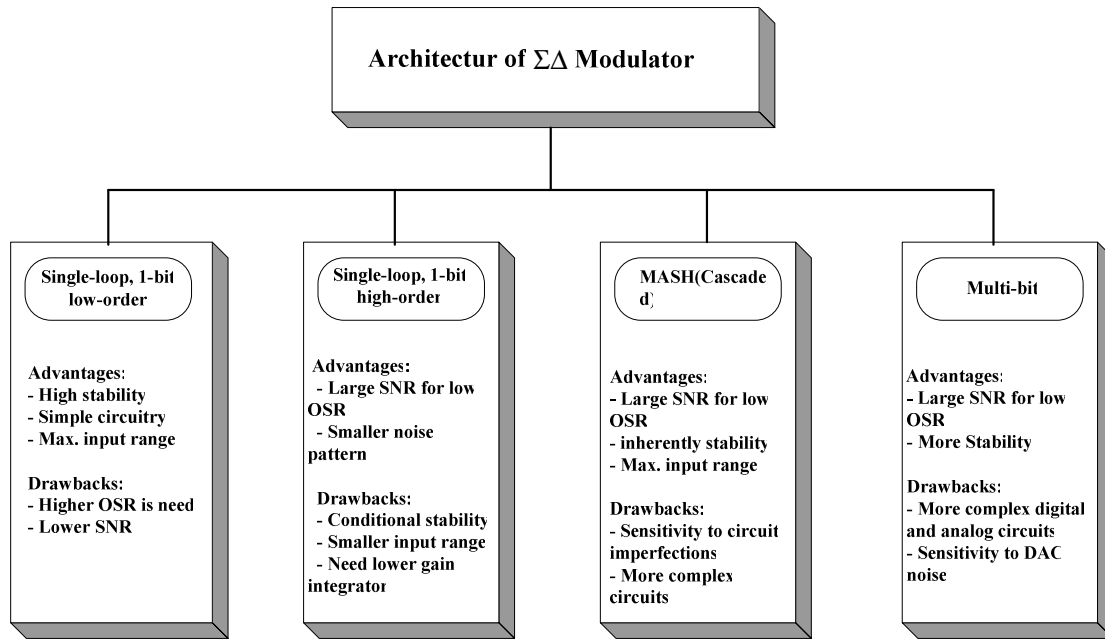 Architectur of ΣΔ Modulator
Single-loop, 1-bit
low-order
Advantages:
- High stability
- Simple circuitry
- Max. input range
Drawbacks:
- Higher OSR is need
- Lower SNR
Single-loop, 1-bit
high-order
Advantages:
- Large SNR for low
OSR
- Smaller noise
pattern
Drawbacks:
- Conditional stability
- Smaller input range
- Need lower gain
integrator
MASH(Cascade
d)
Advantages:
- Large SNR for low
OSR
- inherently stability
- Max. input range
Drawbacks:
- Sensitivity to circuit
imperfections
- More complex
circuits
Multi-bit
Advantages:
- Large SNR for low
OSR
- More Stability
Drawbacks:
- More complex digital
and analog circuits
- Sensitivity to DAC
noise